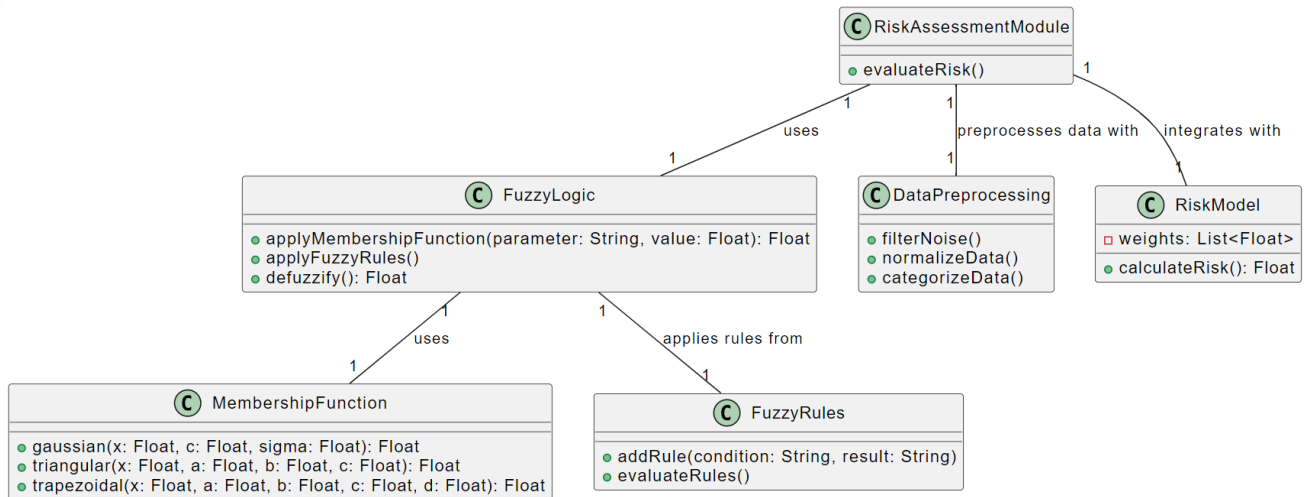 C RiskAssessmentModule
evaluateRisk()
1
1
1
uses
preprocesses data with
integrates with
1
1
1
C FuzzyLogic
applyMembershipFunction(parameter: String, value: Float): Float
applyFuzzyRules()
defuzzify(): Float
C DataPreprocessing
filterNoise()
normalizeData()
categorizeData()
C RiskModel
weights: List<Float>
calculateRisk(): Float
1
1
uses
applies rules from
1
1
C MembershipFunction
gaussian(x: Float, c: Float, sigma: Float): Float
triangular(x: Float, a: Float, b: Float, c: Float): Float
trapezoidal(x: Float, a: Float, b: Float, c: Float, d: Float): Float
C FuzzyRules
addRule(condition: String, result: String)
evaluateRules()